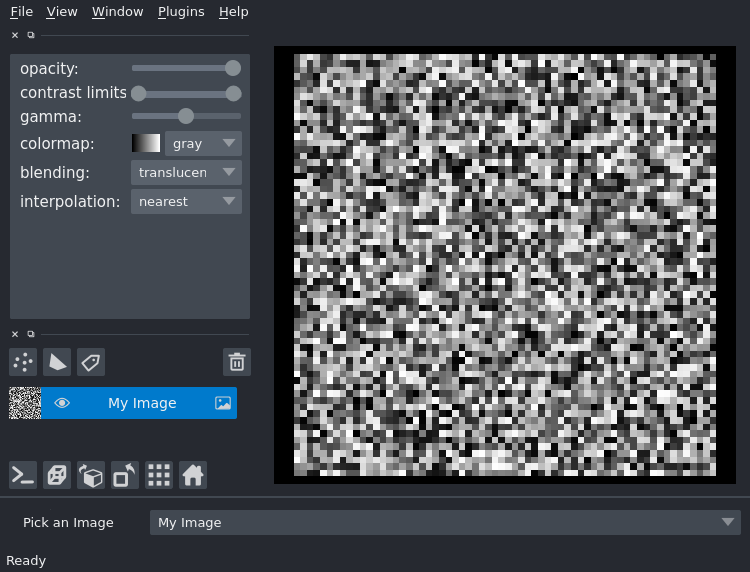 File View Window Plugins Help
opacity:
contrast limits
gamma:
colormap: gray
blending: translucen
interpolation: nearest
My Image
Pick an Image My Image
Ready